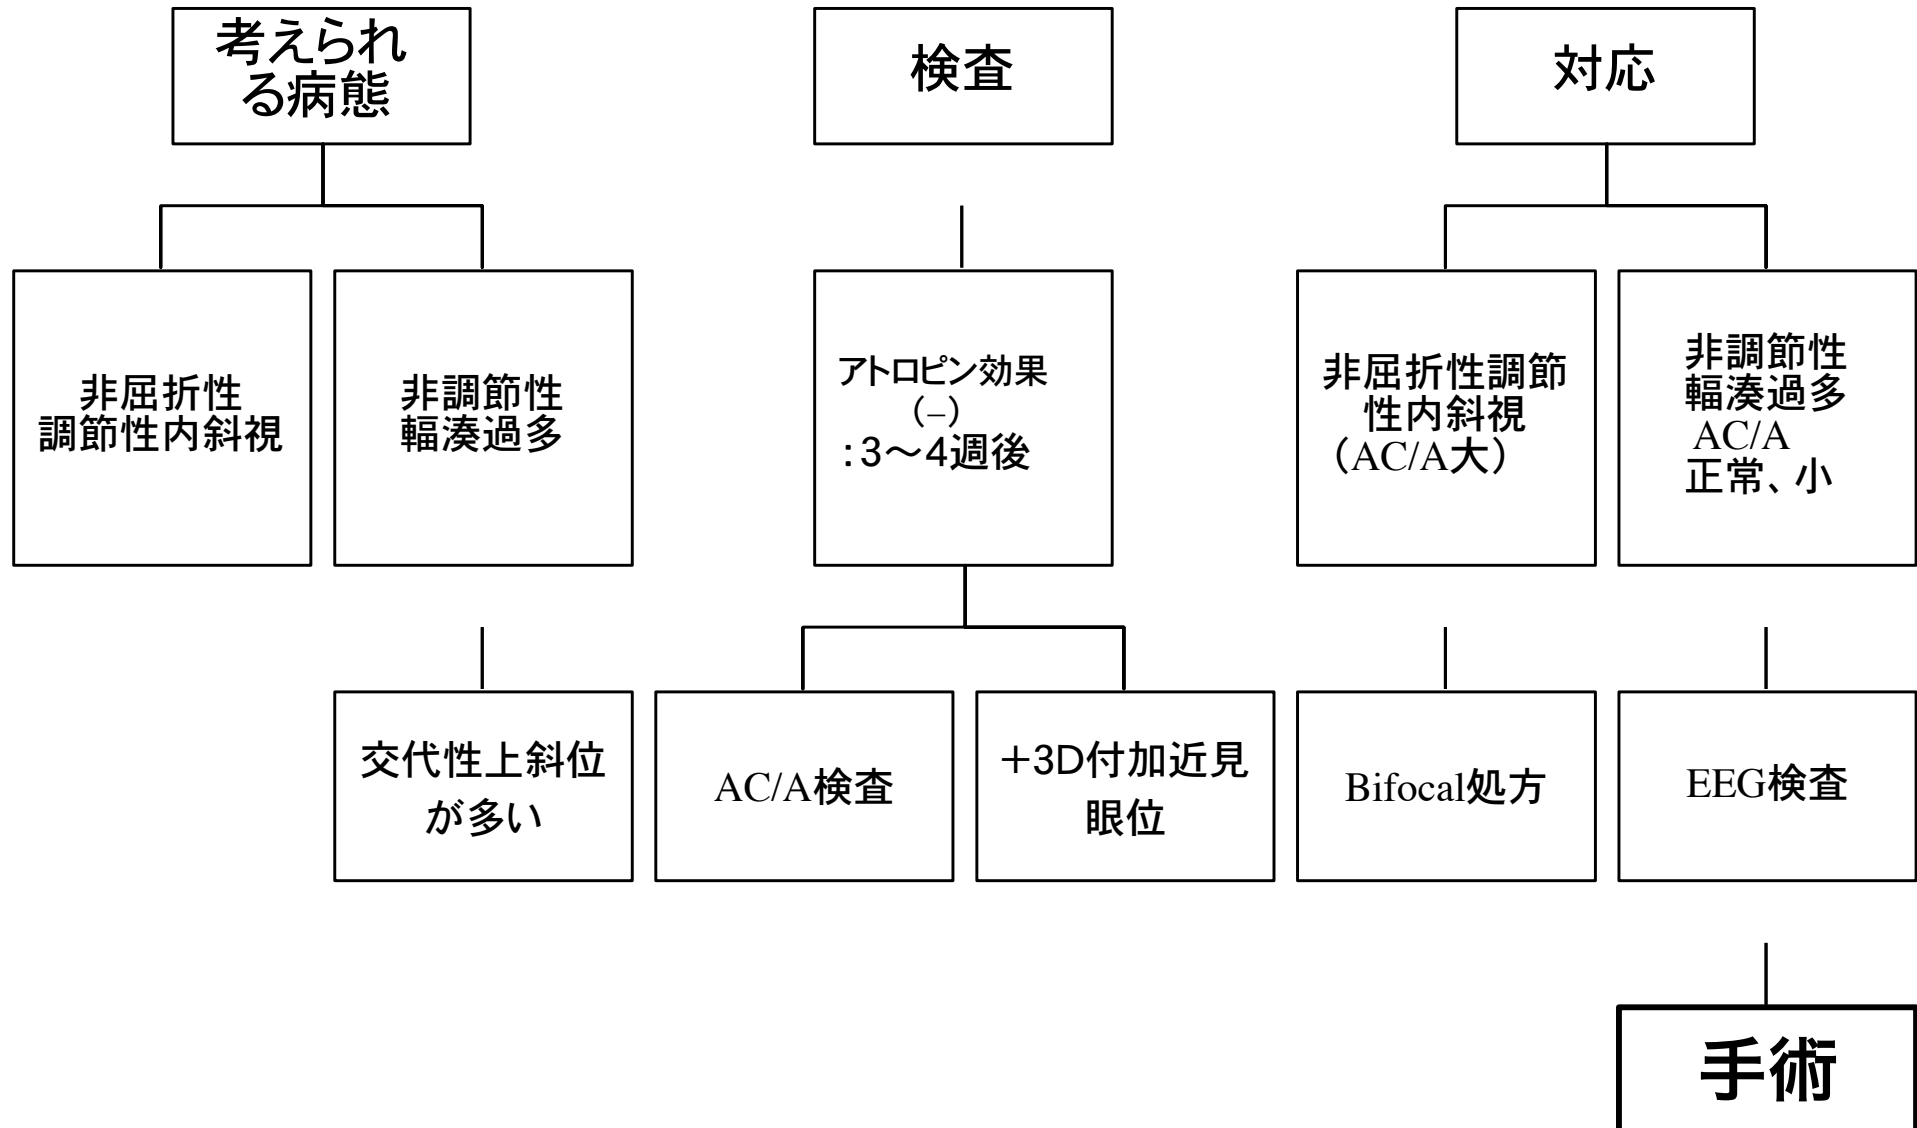 考えられ
る病態
検査
対応
非屈折性
調節性内斜視
非調節性
輻湊過多
アトロピン効果
(–)
:3～4週後
非屈折性調節
性内斜視
（AC/A大）
非調節性
輻湊過多
AC/A
正常、小
交代性上斜位
が多い
AC/A検査
＋3D付加近見
眼位
Bifocal処方
EEG検査
手術